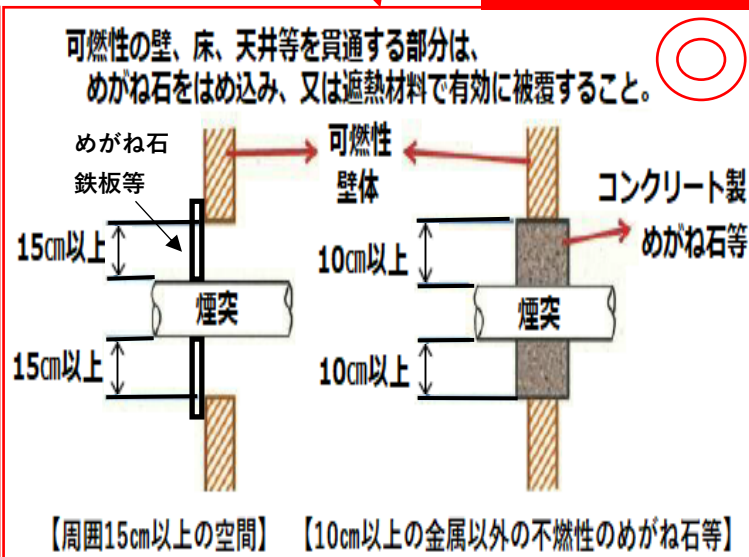 可燃性の壁、床、天井等を貫通する部分は、
めがね石をはめ込み、又は遮熱材料で有効に被覆すること。
めがね石
鉄板等
可燃性
壁体
コンクリート製
めがね石等
15㎝以上
10㎝以上
煙突
煙突
15㎝以上
10㎝以上
【周囲15㎝以上の空間】
【10㎝以上の金属以外の不燃性のめがね石等】